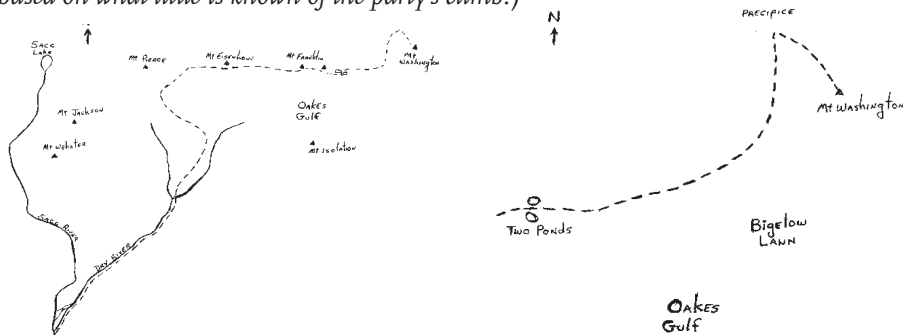 based on what little is known of the party's climb.)
Saco
Lake
Mt Pierce
Mt Eisenhower
Mt Franklin
Mt
Washington
Mt Jackson
Oakes
Gulf
Mt Webster
Mt Isolation
Saco River
Dry River
N
PRECIPICE
Mt Washington
TWO PONDS
Bigelow
LAWN
OAKES
Gulf